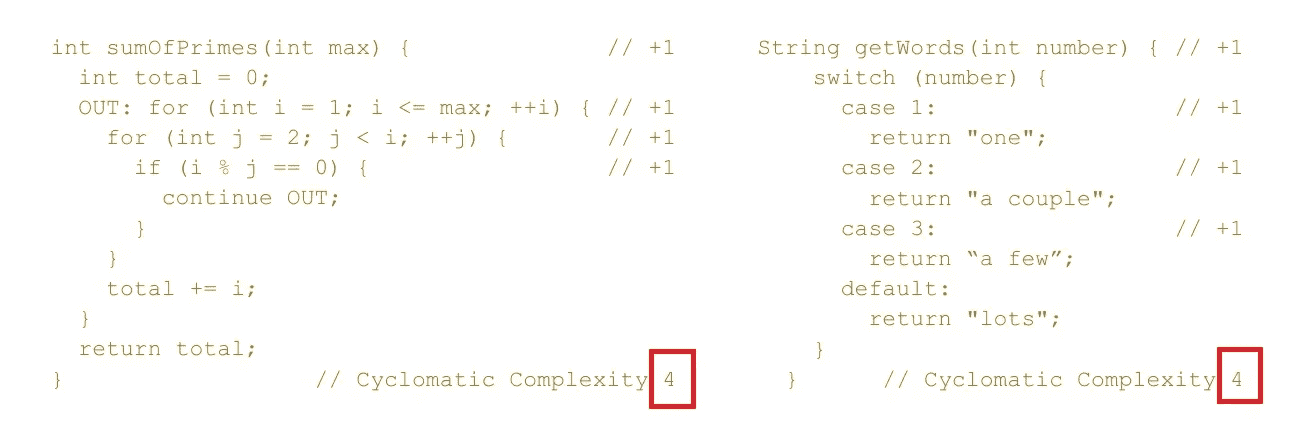 int sumOfPrimes(int max) { // +1
int total = 0;
OUT: for (int i = 1; i <= max; ++i) { // +1
for (int j = 2; j < i; ++j) { // +1
if (i % j == 0) { // +1
continue OUT;
}
}
total += i;
}
return total;
} // Cyclomatic Complexity 4
String getWords(int number) { // +1
switch (number) {
case 1: // +1
return "one";
case 2: // +1
return "a couple";
case 3: // +1
return “a few”;
default:
return "lots";
}
} // Cyclomatic Complexity 4